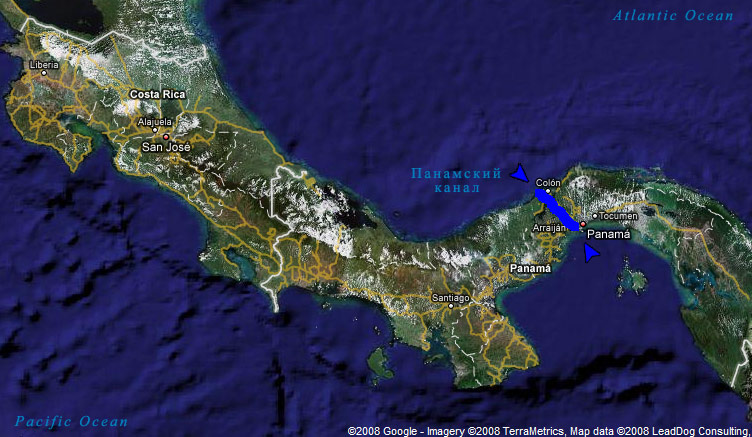 Atlantic Ocean
Liberia
Costa Rica
Alajuela
San José
Панамский
канал
Colón
Tocumen
Arraiján
Panamá
Panamá
Santiago
Pacific Ocean
©2008 Google - Imagery ©2008 TerraMetrics, Map data ©2008 LeadDog Consulting